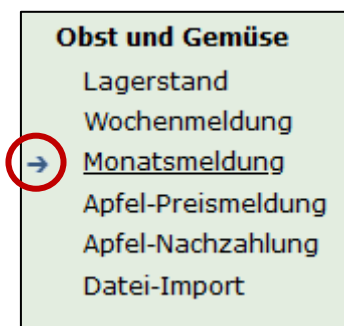 Obst und Gemüse
Lagerstand
Wochenmeldung
Monatsmeldung
Apfel-Preismeldung
Apfel-Nachzahlung
Datei-Import